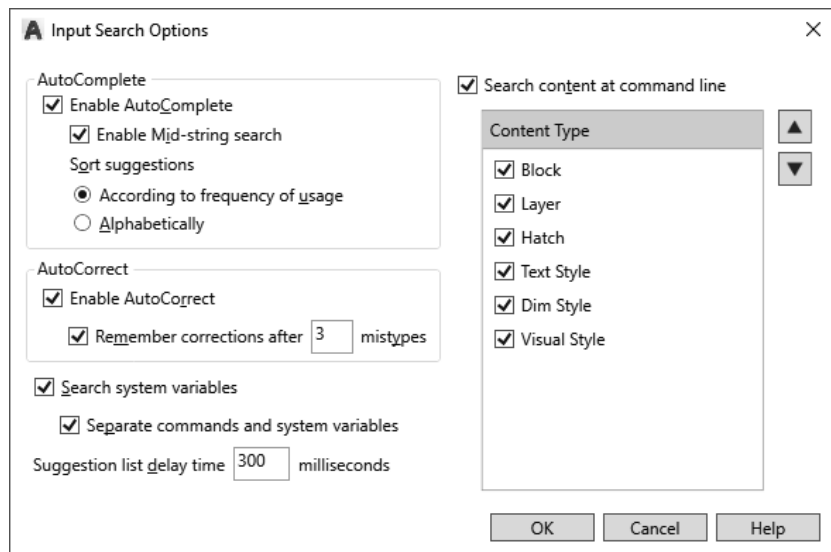 Input Search Options
AutoComplete
Enable AutoComplete
Enable Mid-string search
Sort suggestions
According to frequency of usage
Alphabetically
AutoCorrect
Enable AutoCorrect
Remember corrections after 3 mistypes
Search system variables
Separate commands and system variables
Suggestion list delay time 300 milliseconds
Search content at command line
Content Type
Block
Layer
Hatch
Text Style
Dim Style
Visual Style
OK Cancel Help